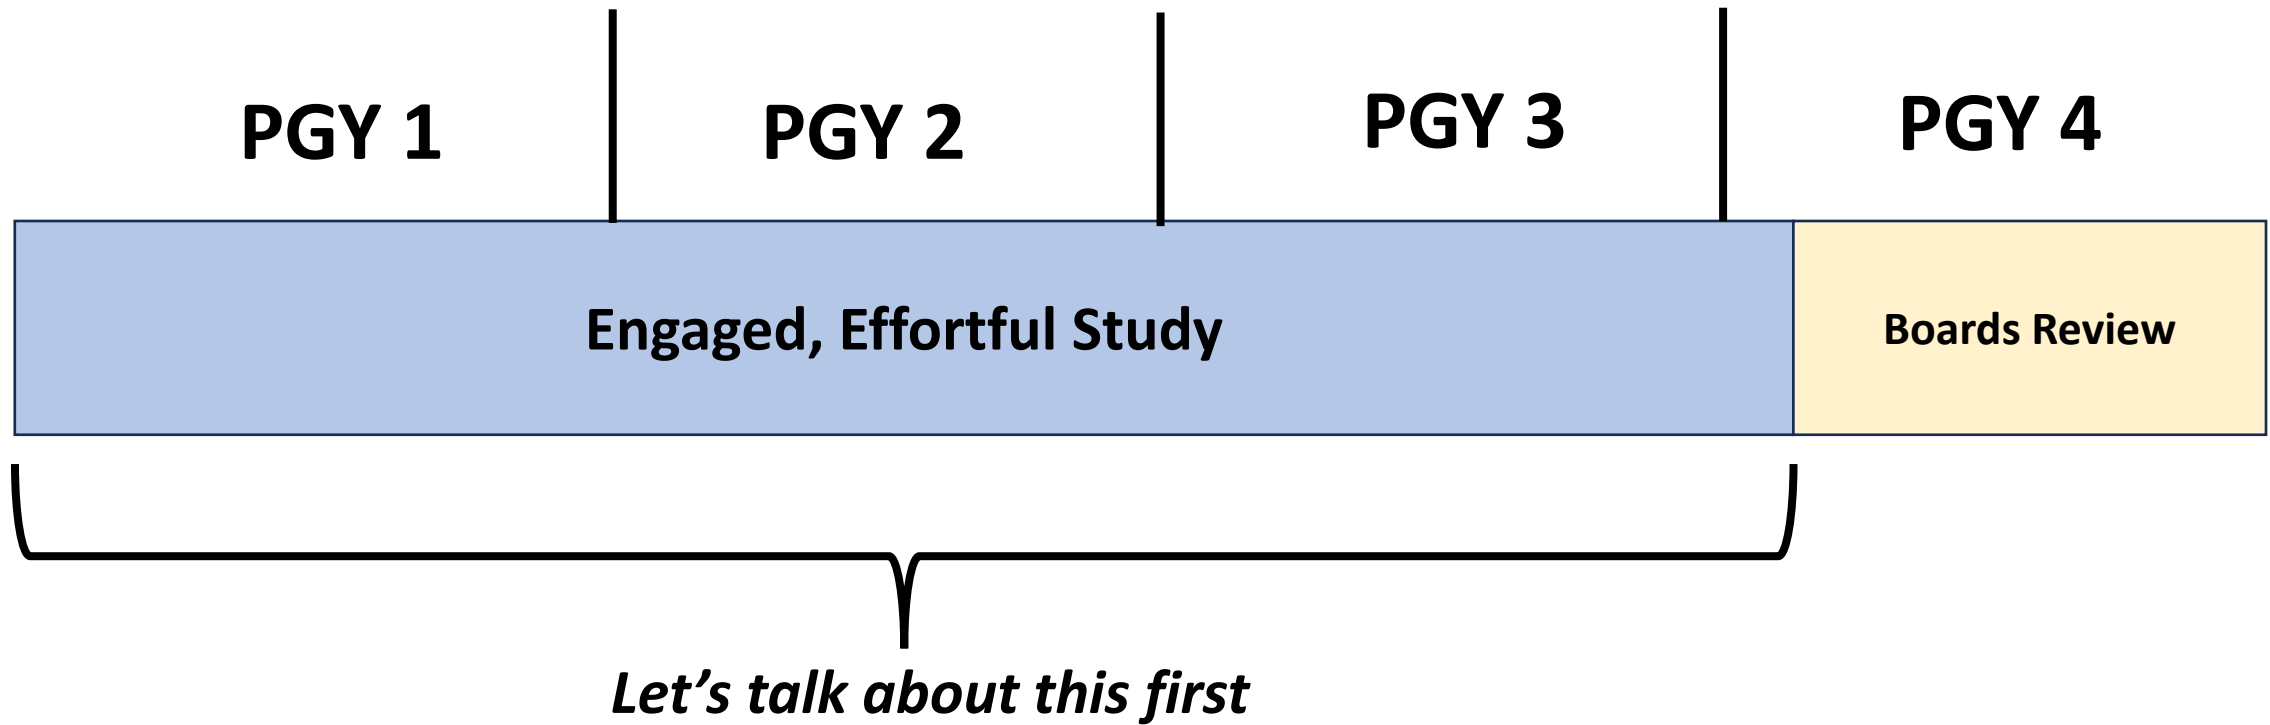 PGY 1
PGY 2
PGY 3
PGY 4
Engaged, Effortful Study
Boards Review
Let’s talk about this first